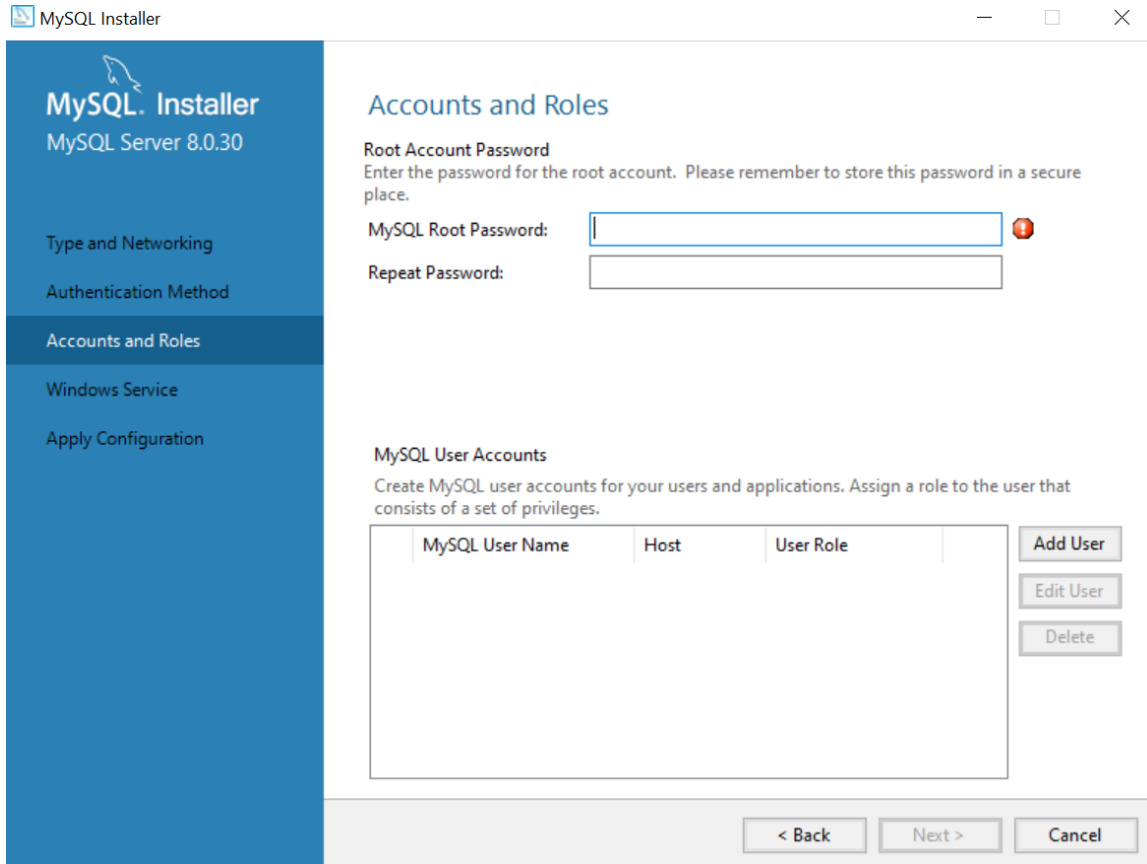 MySQL Installer
MySQL. Installer
MySQL Server 8.0.30
Type and Networking
Authentication Method
Accounts and Roles
Windows Service
Apply Configuration
Accounts and Roles
Root Account Password
Enter the password for the root account.  Please remember to store this password in a secure
place.
MySQL Root Password:
Repeat Password:
MySQL User Accounts
Create MySQL user accounts for your users and applications. Assign a role to the user that
consists of a set of privileges.
MySQL User Name Host User Role
Add User
Edit User
Delete
< Back Next > Cancel